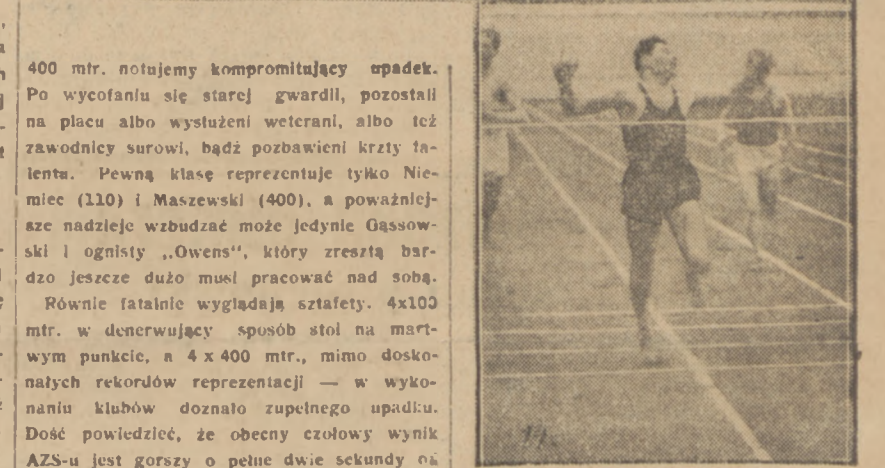 400 mtr. notujemy kompromitujący upadek.
Po wycofaniu się starej gwardii, pozostali
na placu albo wysłużeni weterani, albo też
zawodnicy surowi, bądź pozbawieni krzty ta-
lentu. Pewną klasę reprezentuje tylko Nie-
miec (110) i Maszewski (400), a poważniej-
sze nadzieje wzbudzać może jedynie Gąssow-
ski i ognisty „Owens", który zresztą bar-
dzo jeszcze dużo musi pracować nad sobą.
Równie fatalnie wyglądają sztafety. 4x100
mtr. w denerwujący sposób stoi na mart-
wym punkcie, a 4 x 400 mtr., mimo dosko-
nałych rekordów reprezentacji — w wyko-
naniu klubów doznało zupełnego upadku.
Dość powiedzieć, że obecny czołowy wynik
AZS-u jest gorszy o pełne dwie sekundy od